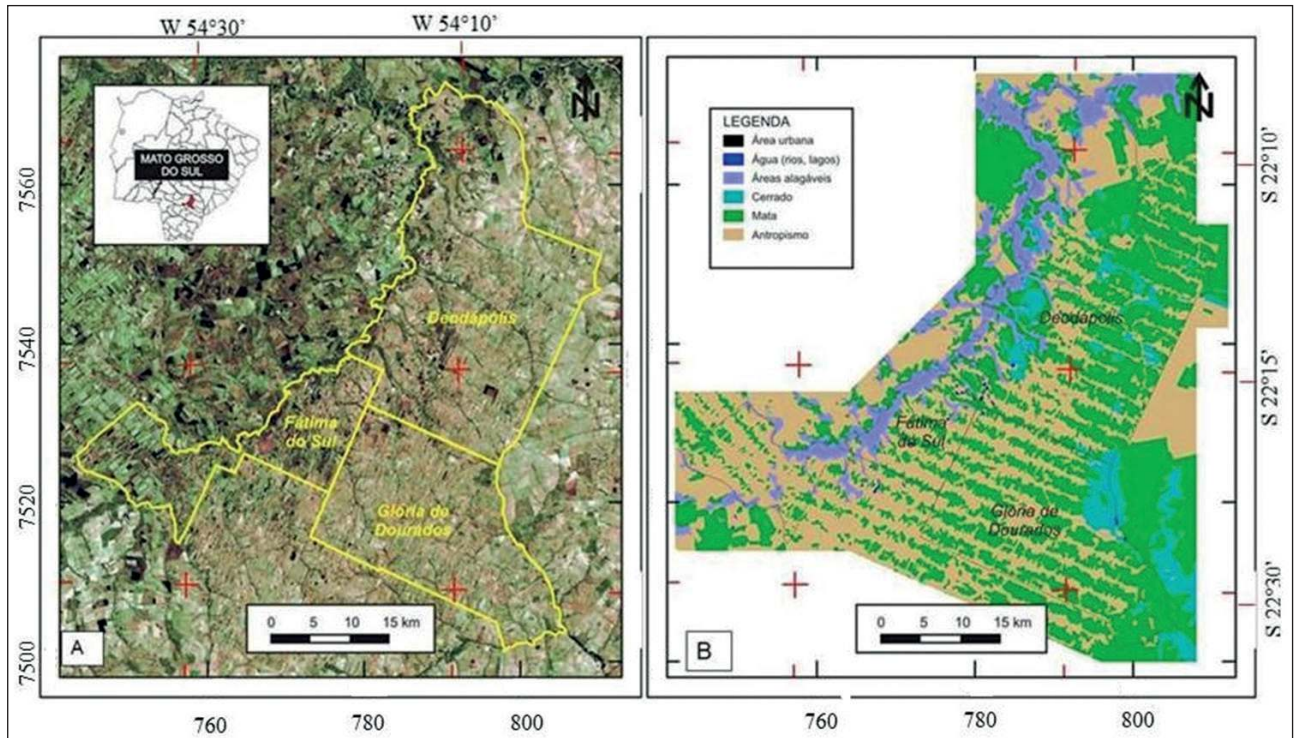 W 54°30'
W 54°10'
N
MATO GROSSO
DO SUL
7560
7540
7520
7500
Deodápolis
Fátima
do Sul
Glória de
Dourados
0 5 10 15 km
A
760
780
800
N
LEGENDA
Área urbana
Água (rios, lagos)
Áreas alagáveis
Cerrado
Mata
Antropismo
Deodápolis
Fátima
do Sul
Glória de
Dourados
0 5 10 15 km
B
S 22°10'
S 22°15'
S 22°30'
760
780
800